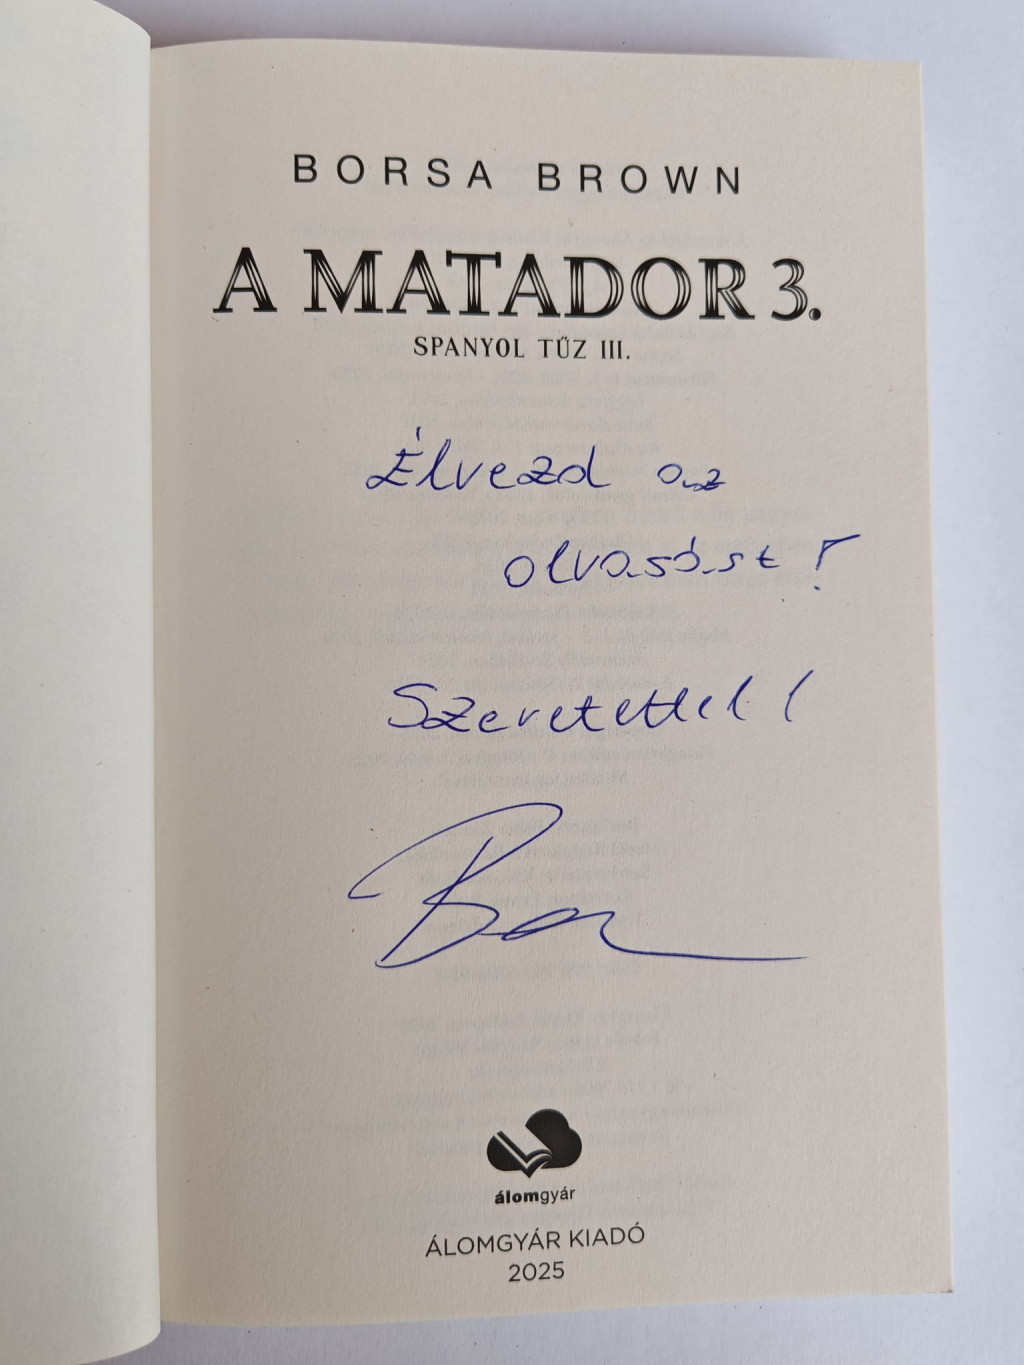 BORSA BROWN
A MATADOR 3.
SPANYOL TŰZ III.
Élvezd az
olvasást!
Szeretettel!
álomgyár
ÁLOMGYÁR KIADÓ
2025